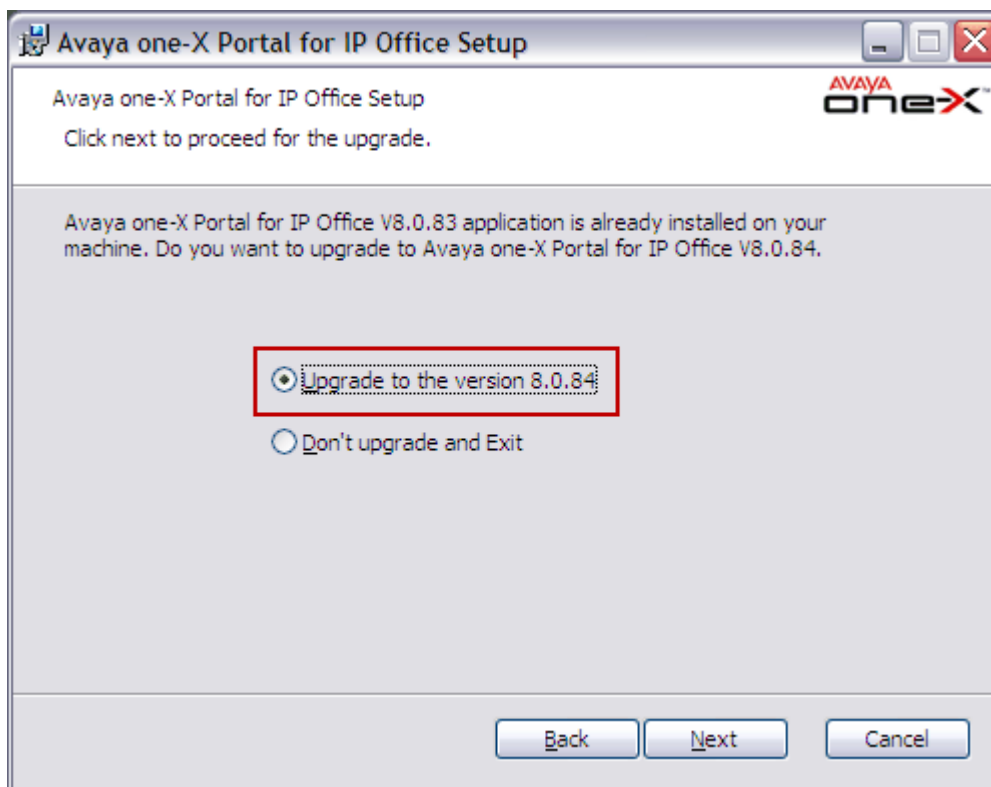 Avaya one-X Portal for IP Office Setup
Avaya one-X Portal for IP Office Setup
AVAYA
one-X™
Click next to proceed for the upgrade.
Avaya one-X Portal for IP Office V8.0.83 application is already installed on your
machine. Do you want to upgrade to Avaya one-X Portal for IP Office V8.0.84.
Upgrade to the version 8.0.84
Don't upgrade and Exit
Back
Next
Cancel